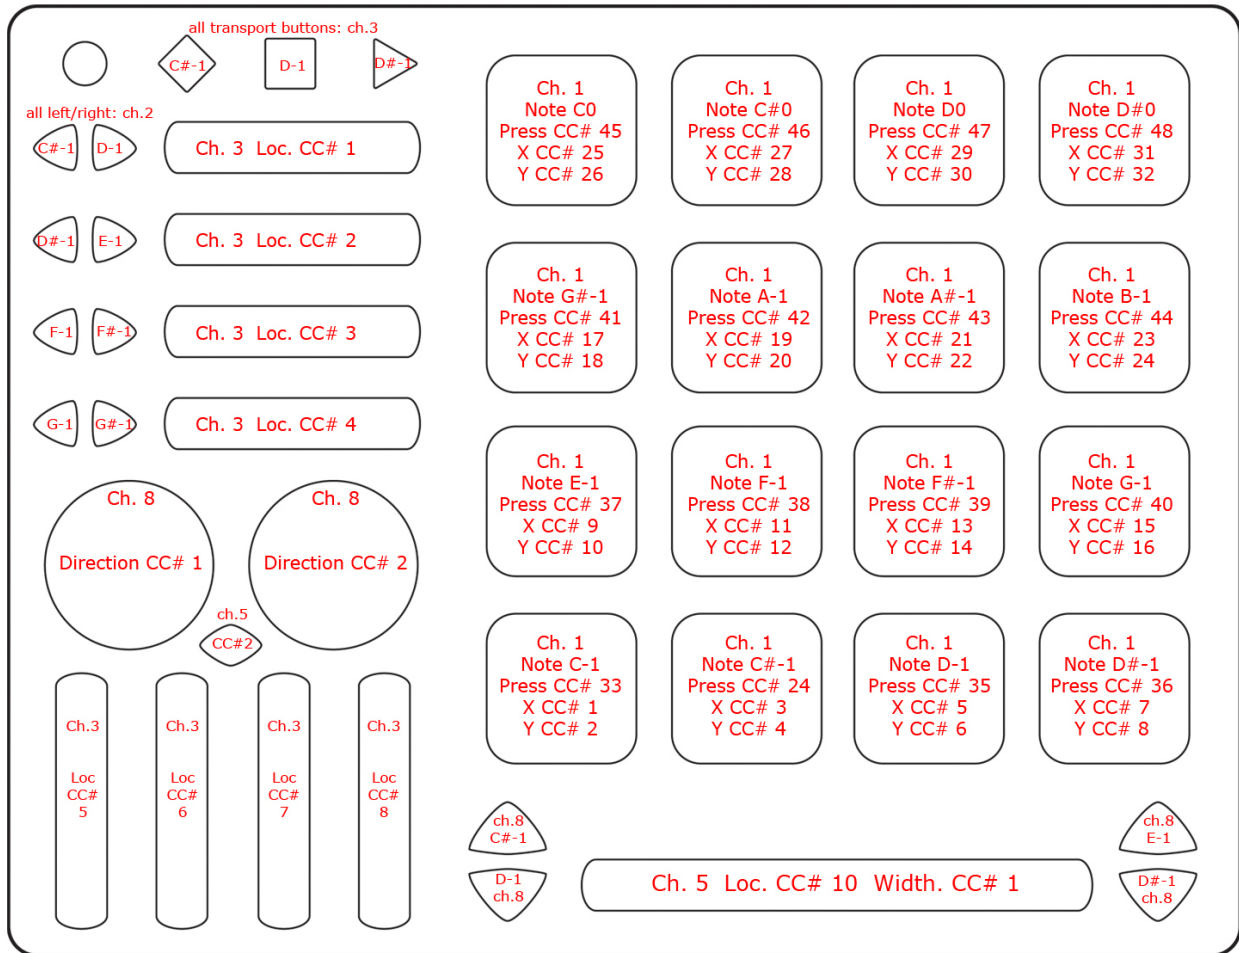 all transport buttons: ch.3
C#-1
D-1
D#-1
all left/right: ch.2
C#-1
D-1
Ch. 3 Loc. CC# 1
D#-1
E-1
Ch. 3 Loc. CC# 2
F-1
F#-1
Ch. 3 Loc. CC# 3
G-1
G#-1
Ch. 3 Loc. CC# 4
Ch. 8
Direction CC# 1
Ch. 8
Direction CC# 2
ch.5
CC#2
Ch.3
Loc
CC#
5
Ch.3
Loc
CC#
6
Ch.3
Loc
CC#
7
Ch.3
Loc
CC#
8
Ch. 1
Note C0
Press CC# 45
X CC# 25
Y CC# 26
Ch. 1
Note C#0
Press CC# 46
X CC# 27
Y CC# 28
Ch. 1
Note D0
Press CC# 47
X CC# 29
Y CC# 30
Ch. 1
Note D#0
Press CC# 48
X CC# 31
Y CC# 32
Ch. 1
Note G#-1
Press CC# 41
X CC# 17
Y CC# 18
Ch. 1
Note A-1
Press CC# 42
X CC# 19
Y CC# 20
Ch. 1
Note A#-1
Press CC# 43
X CC# 21
Y CC# 22
Ch. 1
Note B-1
Press CC# 44
X CC# 23
Y CC# 24
Ch. 1
Note E-1
Press CC# 37
X CC# 9
Y CC# 10
Ch. 1
Note F-1
Press CC# 38
X CC# 11
Y CC# 12
Ch. 1
Note F#-1
Press CC# 39
X CC# 13
Y CC# 14
Ch. 1
Note G-1
Press CC# 40
X CC# 15
Y CC# 16
Ch. 1
Note C-1
Press CC# 33
X CC# 1
Y CC# 2
Ch. 1
Note C#-1
Press CC# 24
X CC# 3
Y CC# 4
Ch. 1
Note D-1
Press CC# 35
X CC# 5
Y CC# 6
Ch. 1
Note D#-1
Press CC# 36
X CC# 7
Y CC# 8
ch.8
C#-1
D-1
ch.8
Ch. 5 Loc. CC# 10 Width. CC# 1
ch.8
E-1
D#-1
ch.8